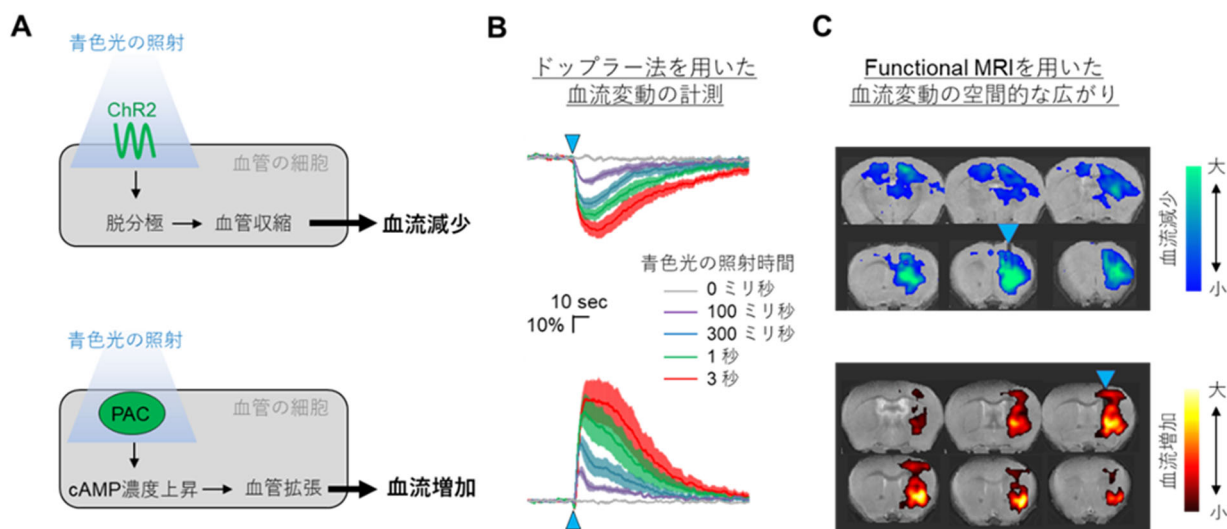 A
青色光の照射
ChR2
血管の細胞
脱分極
血管収縮
血流減少
青色光の照射
PAC
血管の細胞
cAMP濃度上昇
血管拡張
血流増加
B
ドップラー法を用いた
血流変動の計測
青色光の照射時間
0 ミリ秒
100 ミリ秒
300 ミリ秒
1 秒
3 秒
10 sec
10%
C
Functional MRIを用いた
血流変動の空間的な広がり
血流減少
大
小
血流増加
大
小